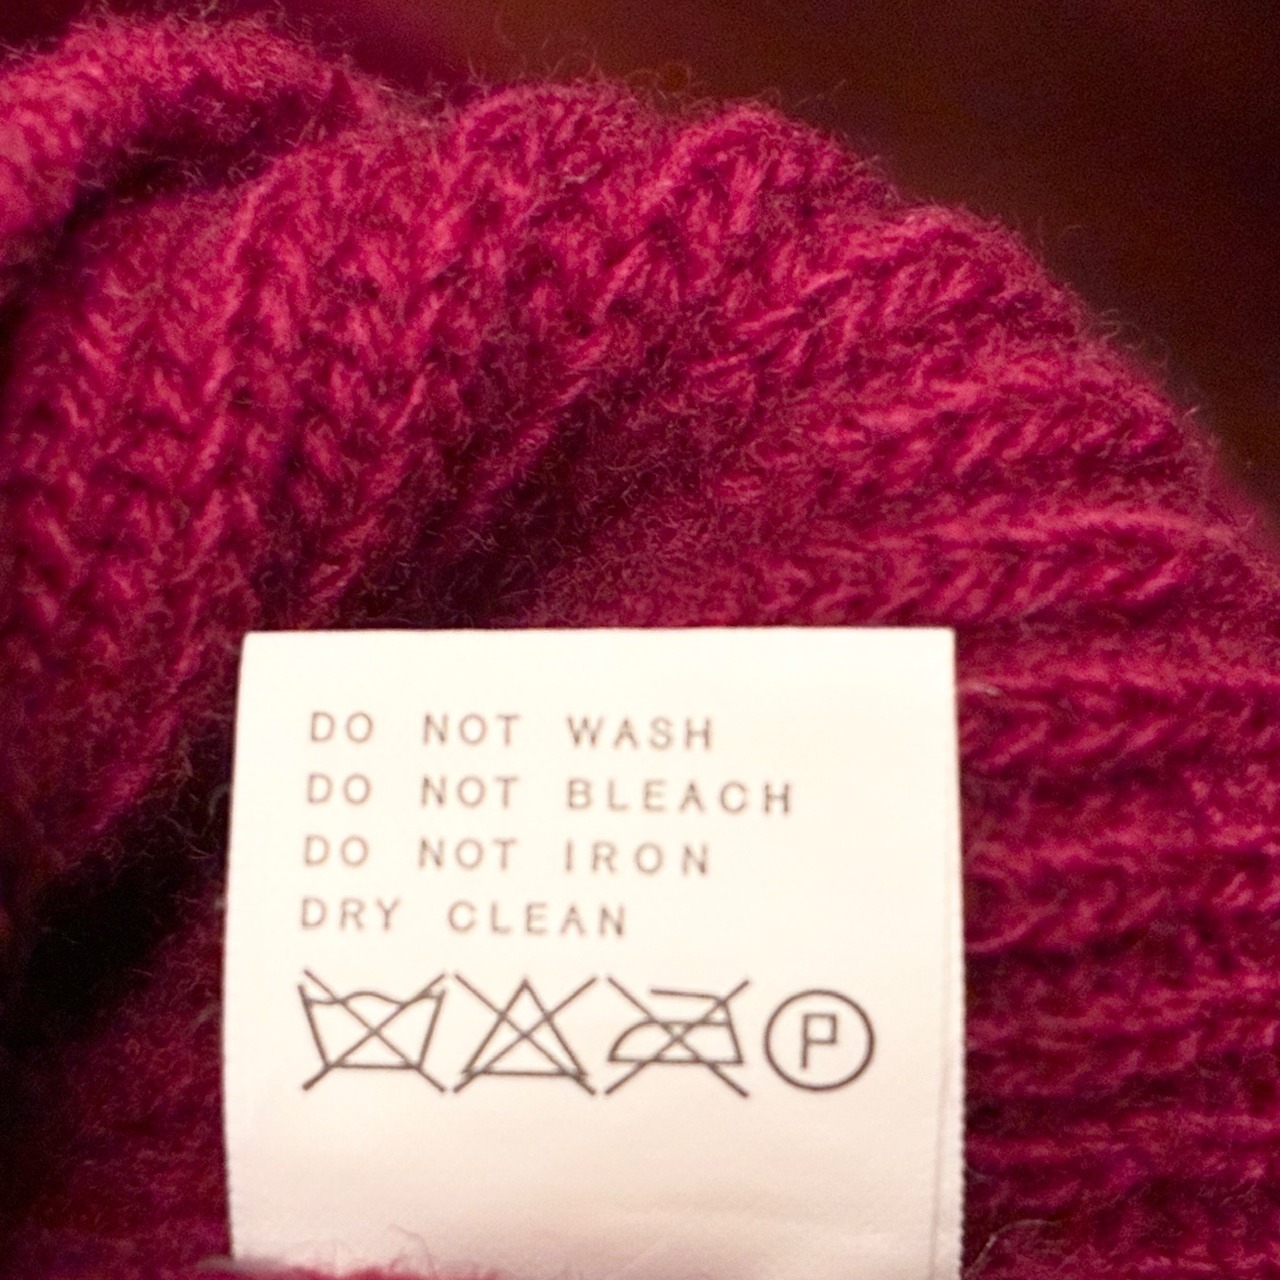 DO NOT WASH
DO NOT BLEACH
DO NOT IRON
DRY CLEAN
P